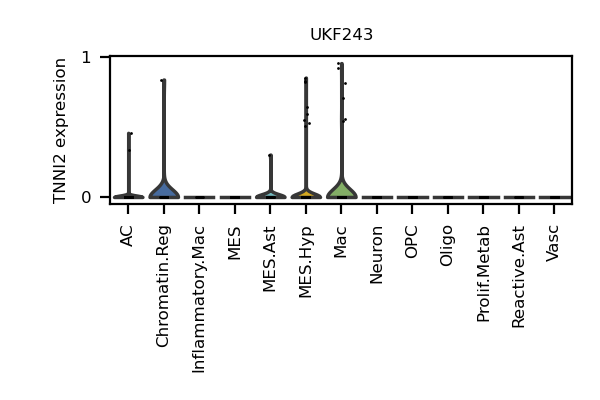 UKF243
TNNI2 expression
1
0
AC
Chromatin.Reg
Inflammatory.Mac
MES
MES.Ast
MES.Hyp
Mac
Neuron
OPC
Oligo
Prolif.Metab
Reactive.Ast
Vasc